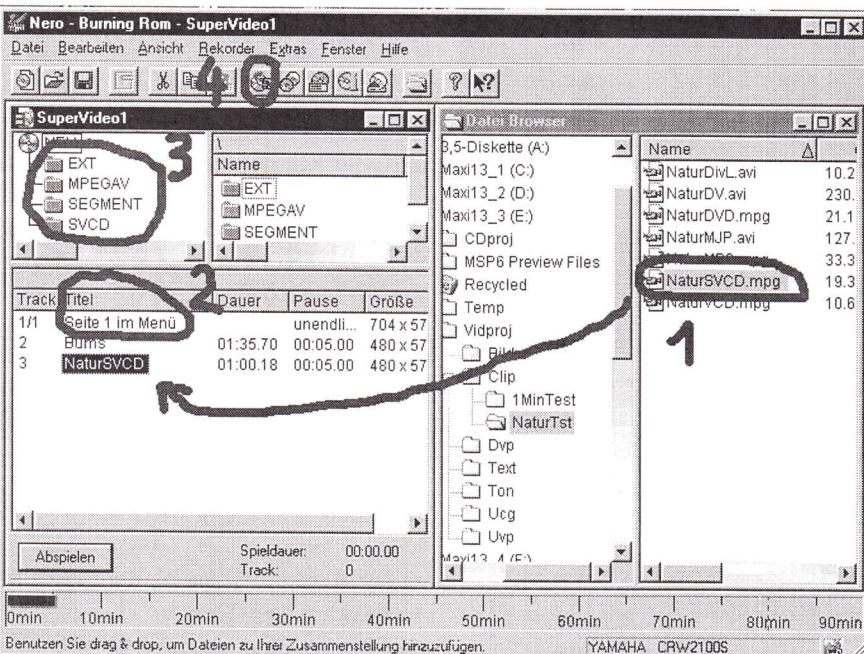 Nero - Burning Rom - SuperVideo1
Datei Bearbeiten Ansicht Rekorder Extras Fenster Hilfe
4
SuperVideo1
3
EXT
MPEGAV
SEGMENT
SVCD
\
Name
EXT
MPEGAV
SEGMENT
2
Track Titel Dauer Pause Größe
1/1 Seite 1 im Menü unendli... 704 x 57
2 Burns 01:35.70 00:05.00 480 x 57
3 NaturSVCD 01:00.18 00:05.00 480 x 57
Abspielen
Spieldauer: 00:00.00
Track: 0
Datei Browser
3,5-Diskette (A:)
Maxi13_1 (C:)
Maxi13_2 (D:)
Maxi13_3 (E:)
CDproj
MSP6 Preview Files
Recycled
Temp
Vidproj
Clip
1MinTest
NaturTst
Dvp
Text
Ton
Ucg
Uvp
Maxi13_4 (F:)
Name
NaturDivL.avi 10.2
NaturDV.avi 230.
NaturDVD.mpg 21.1
NaturMJP.avi 127.
33.3
NaturSVCD.mpg 19.3
NaturVCD.mpg 10.6
1
0min 10min 20min 30min 40min 50min 60min 70min 80min 90min
Benutzen Sie drag & drop, um Dateien zu Ihrer Zusammenstellung hinzuzufügen.
YAMAHA CRW2100S